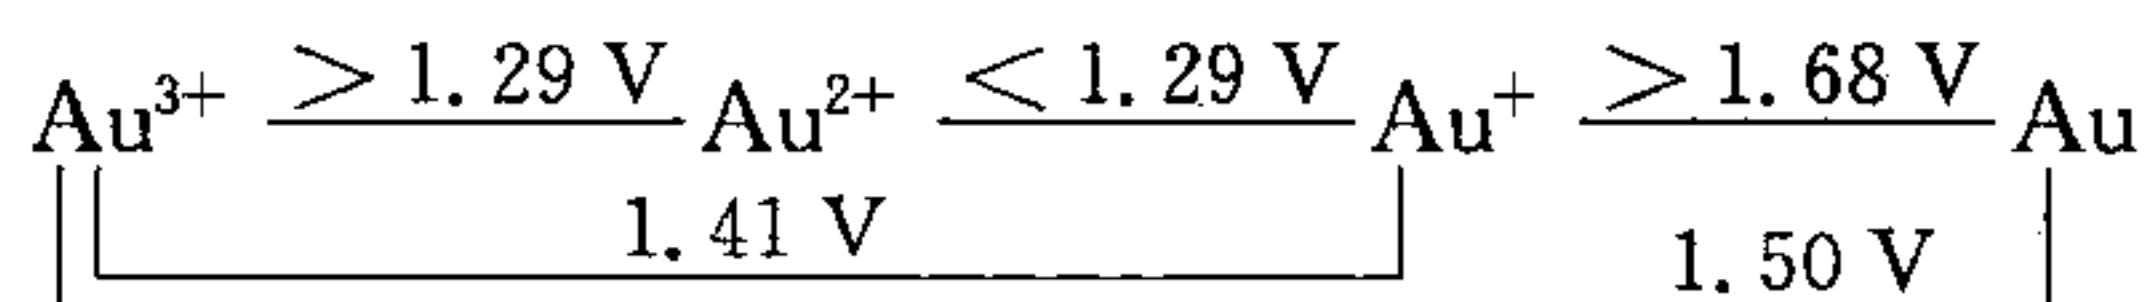 Au³⁺ >1.29 V Au²⁺ <1.29 V Au⁺ >1.68 V Au
1.41 V
1.50 V